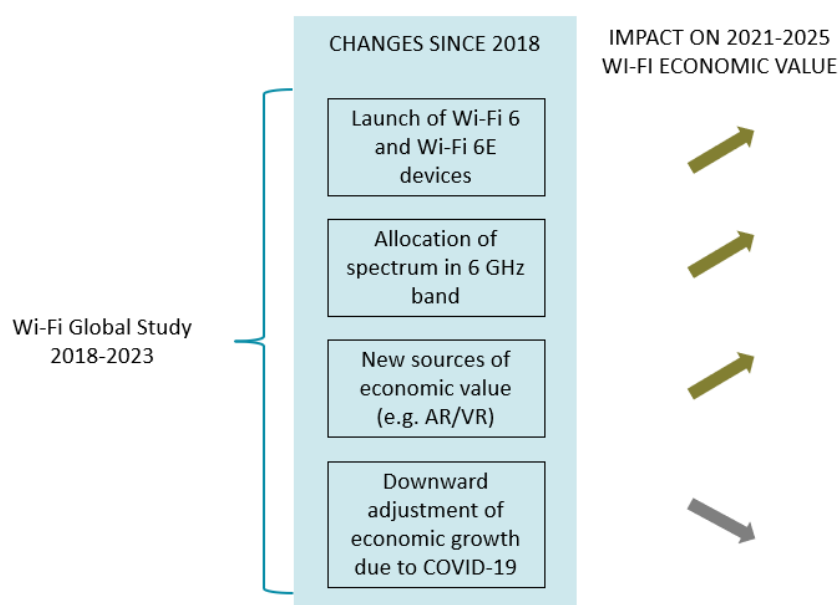 CHANGES SINCE 2018
IMPACT ON 2021-2025
WI-FI ECONOMIC VALUE
Wi-Fi Global Study
2018-2023
Launch of Wi-Fi 6
and Wi-Fi 6E
devices
Allocation of
spectrum in 6 GHz
band
New sources of
economic value
(e.g. AR/VR)
Downward
adjustment of
economic growth
due to COVID-19